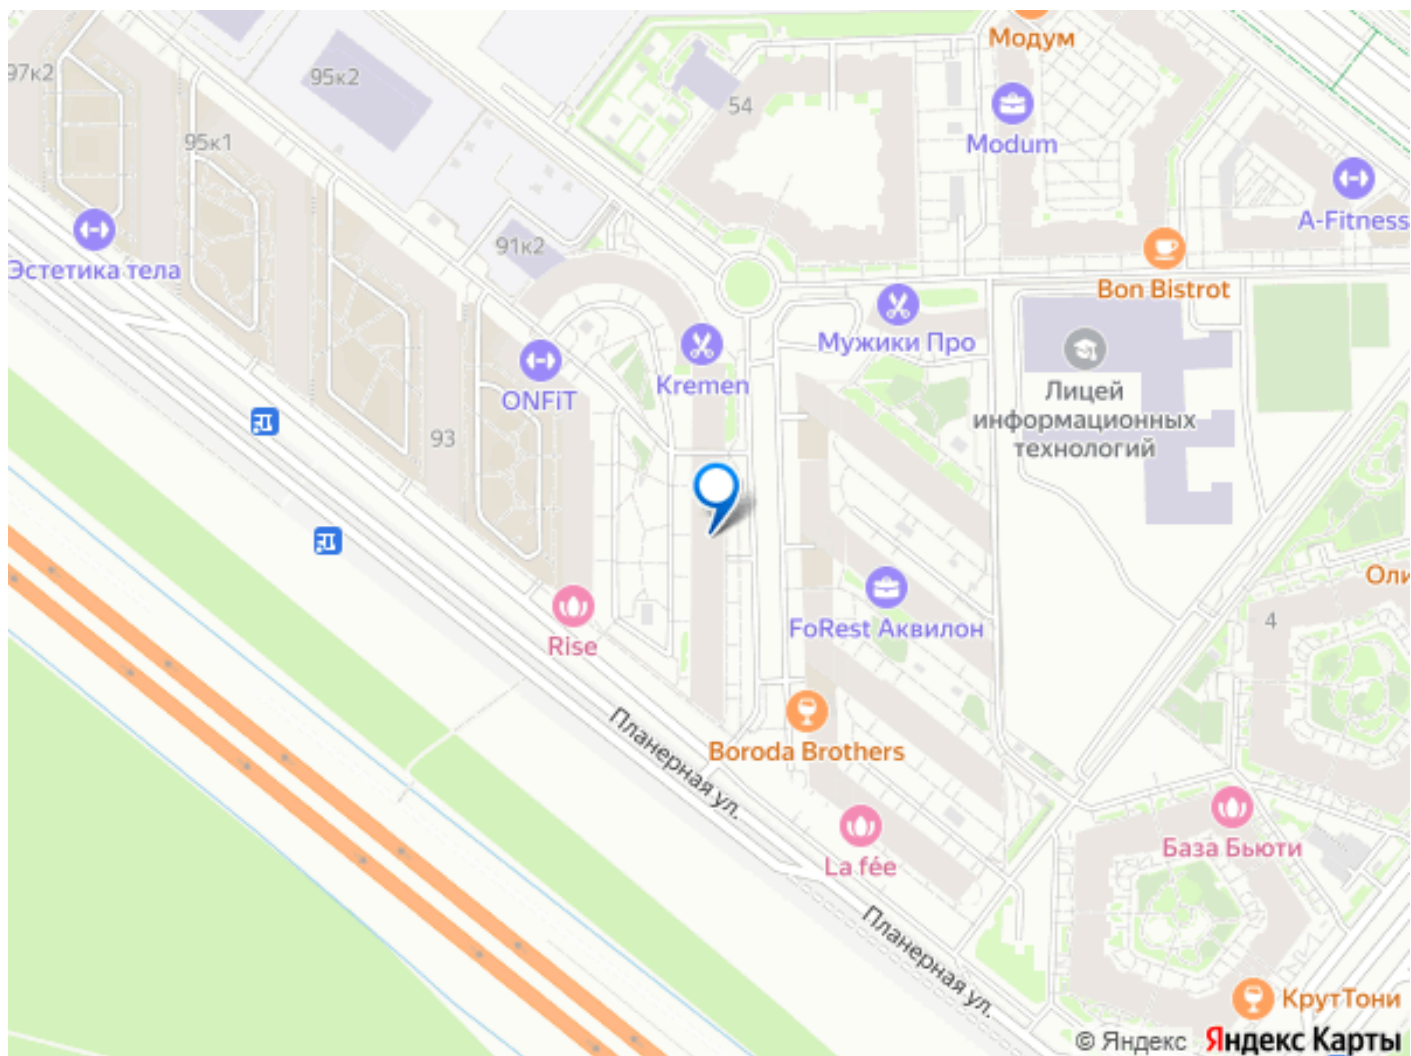 Модум
97к2
95к2
54
Modum
95к1
A-Fitness
91к2
Эстетика тела
Bon Bistrot
Мужики Про
Kremen
ONFiT
Лицей
информационных
технологий
93
Оли
FoRest Аквилон
4
Rise
Boroda Brothers
Планерная ул.
База Бьюти
La fée
Планерная ул.
КрутТони
© Яндекс Яндекс Карты